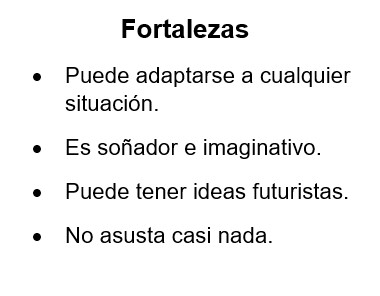 Fortalezas
• Puede adaptarse a cualquier
situación.
• Es soñador e imaginativo.
• Puede tener ideas futuristas.
• No asusta casi nada.